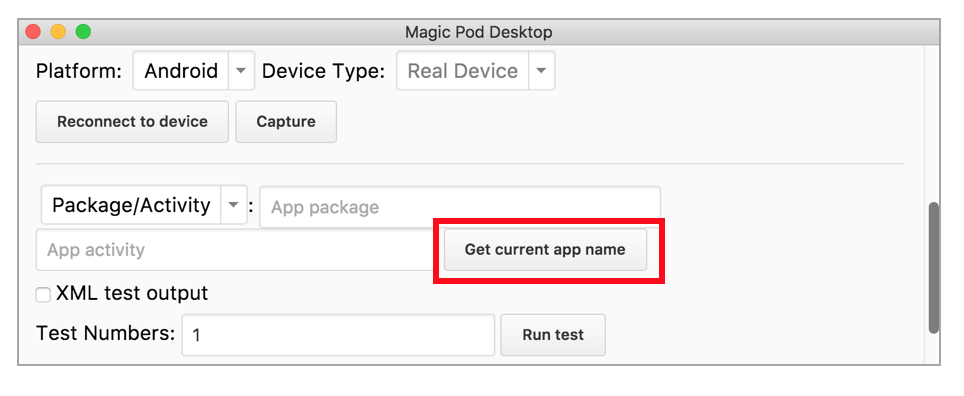 Magic Pod Desktop
Platform: Android Device Type: Real Device
Reconnect to device Capture
Package/Activity : App package
App activity Get current app name
XML test output
Test Numbers: 1 Run test